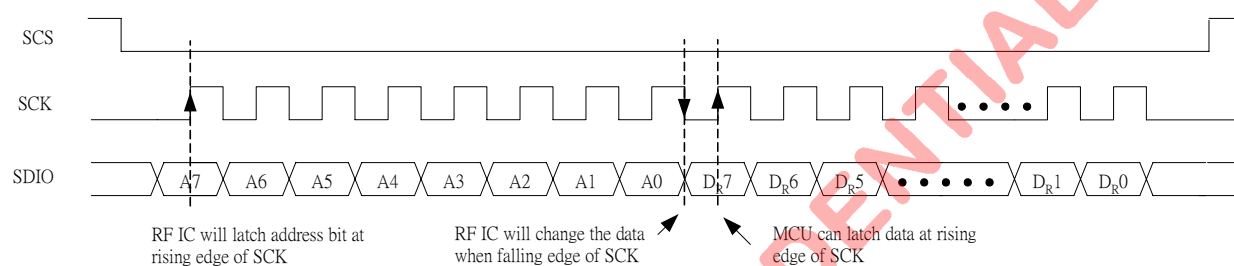 SCS
SCK
SDIO
A7 A6 A5 A4 A3 A2 A1 A0 DR7 DR6 DR5 DR1 DR0
RF IC will latch address bit at
rising edge of SCK
RF IC will change the data
when falling edge of SCK
MCU can latch data at rising
edge of SCK
DENTIAL